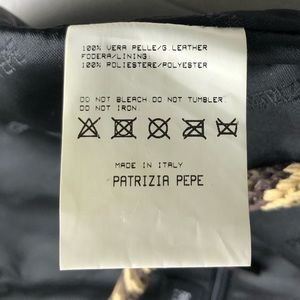 100% VERA PELLE/G.LEATHER
FODERA/LINING:
100% POLIESTERE/POLYESTER
DO NOT BLEACH DO NOT TUMBLER
DO NOT IRON
MADE IN ITALY
PATRIZIA PEPE